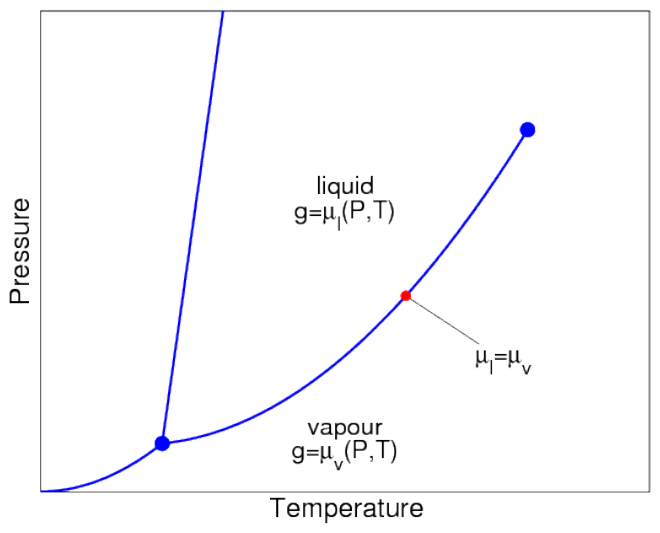 Pressure
liquid
g=μₗ(P,T)
μₗ=μᵥ
vapour
g=μᵥ(P,T)
Temperature